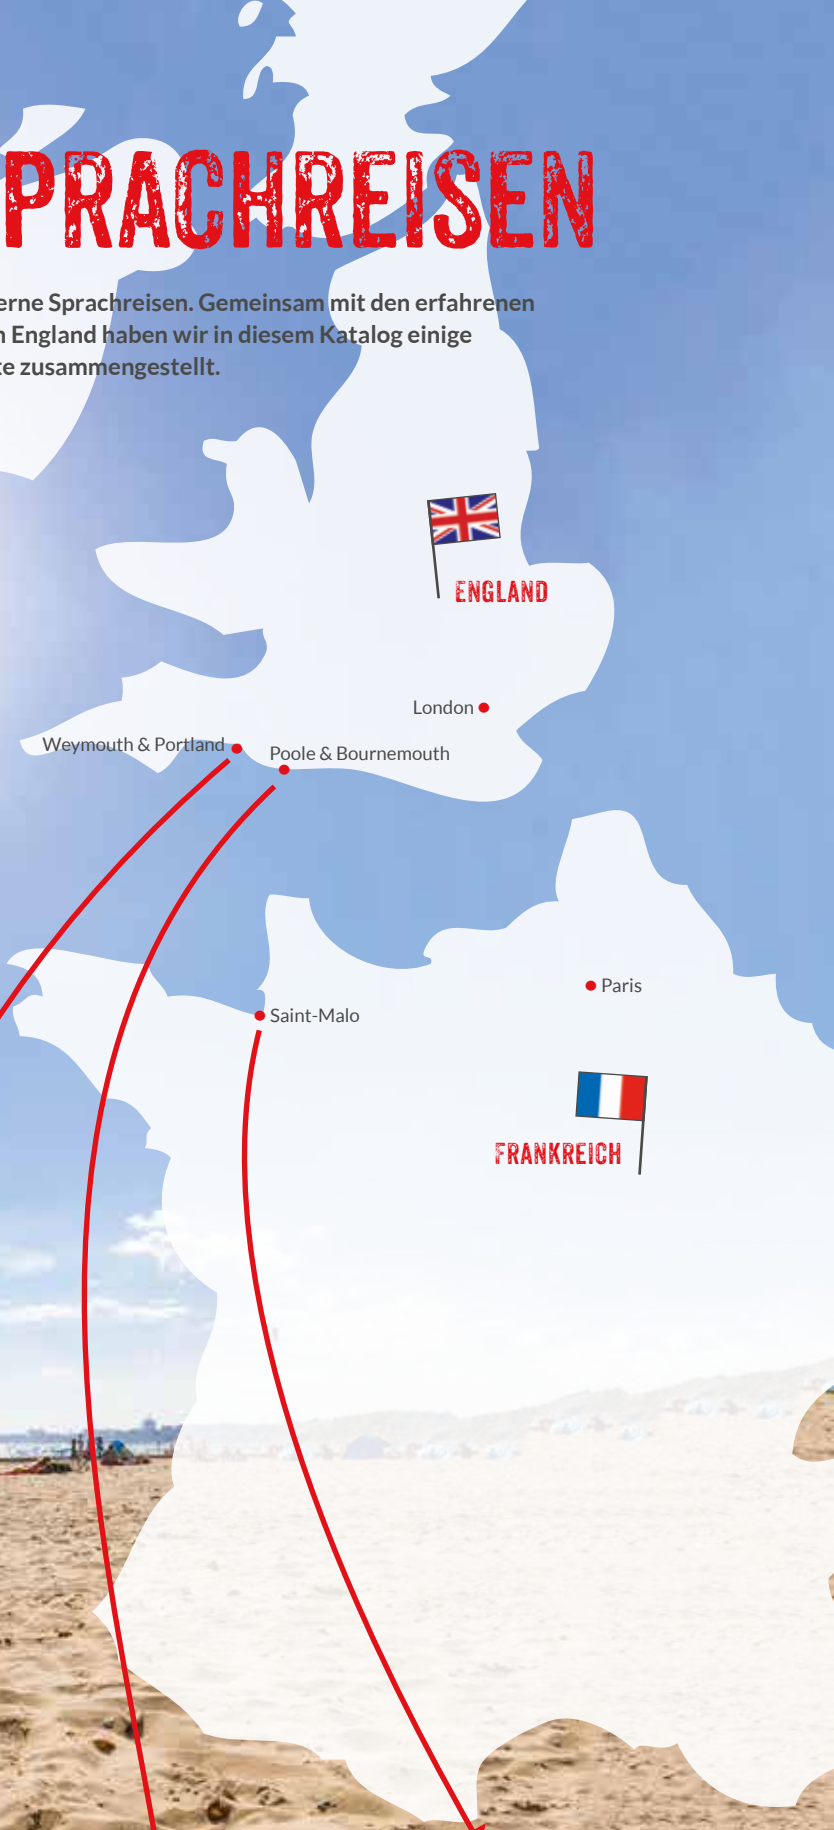 PRACHREISEN
erne Sprachreisen. Gemeinsam mit den erfahrenen
n England haben wir in diesem Katalog einige
te zusammengestellt.
ENGLAND
London
Weymouth & Portland
Poole & Bournemouth
Paris
Saint-Malo
FRANKREICH